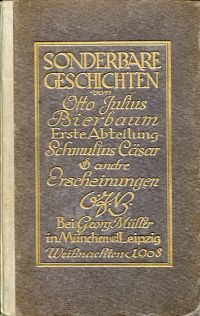 SONDERBARE
GESCHICHTEN
von
Otto Julius
Bierbaum
Erste Abteilung
Schmulius Cäsar
& andre
Erscheinungen
Bei Georg Müller
in München und Leipzig
Weihnachten 1908